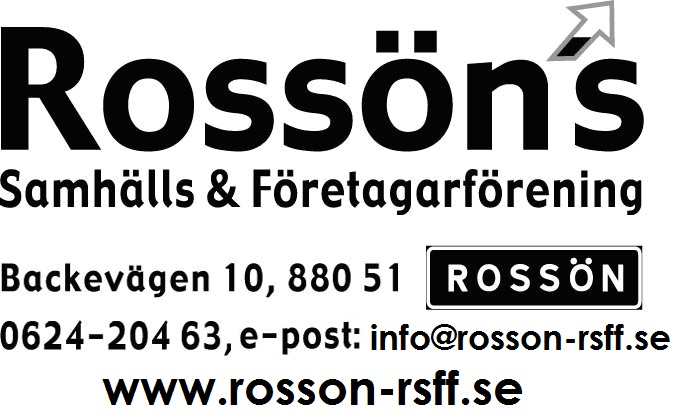 Rossön's
Samhälls & Företagarförening
Backevägen 10, 880 51 ROSSÖN
0624-204 63, e-post: info@rosson-rsff.se
www.rosson-rsff.se